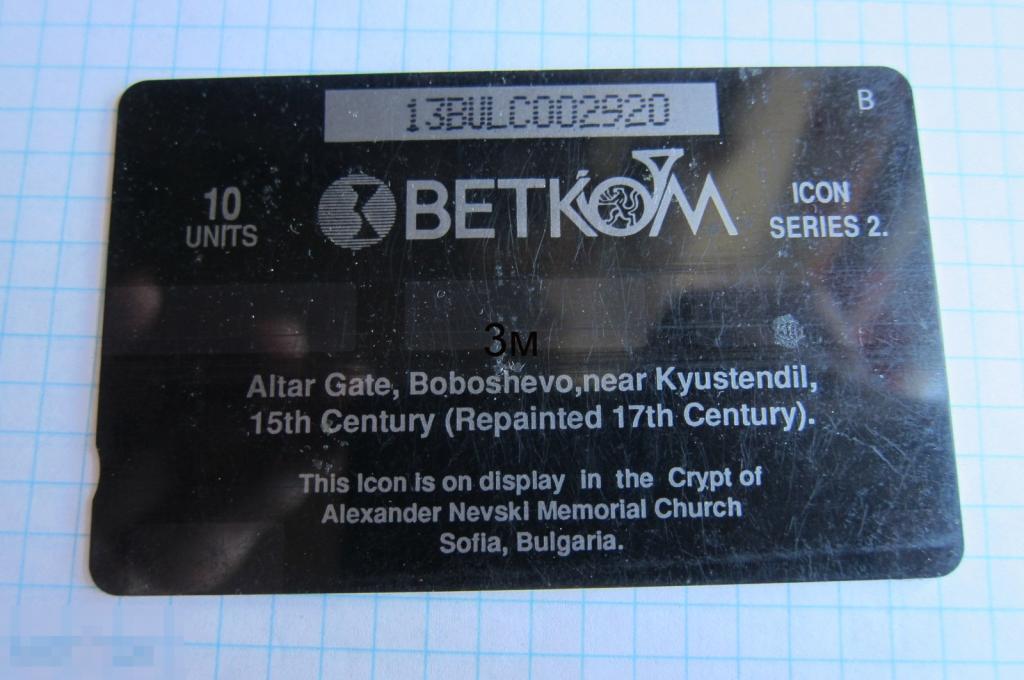 13BULC002920
B
10
UNITS
BETKOM
ICON
SERIES 2.
3м
Altar Gate, Boboshevo,near Kyustendil,
15th Century (Repainted 17th Century).
This Icon is on display in the Crypt of
Alexander Nevski Memorial Church
Sofia, Bulgaria.